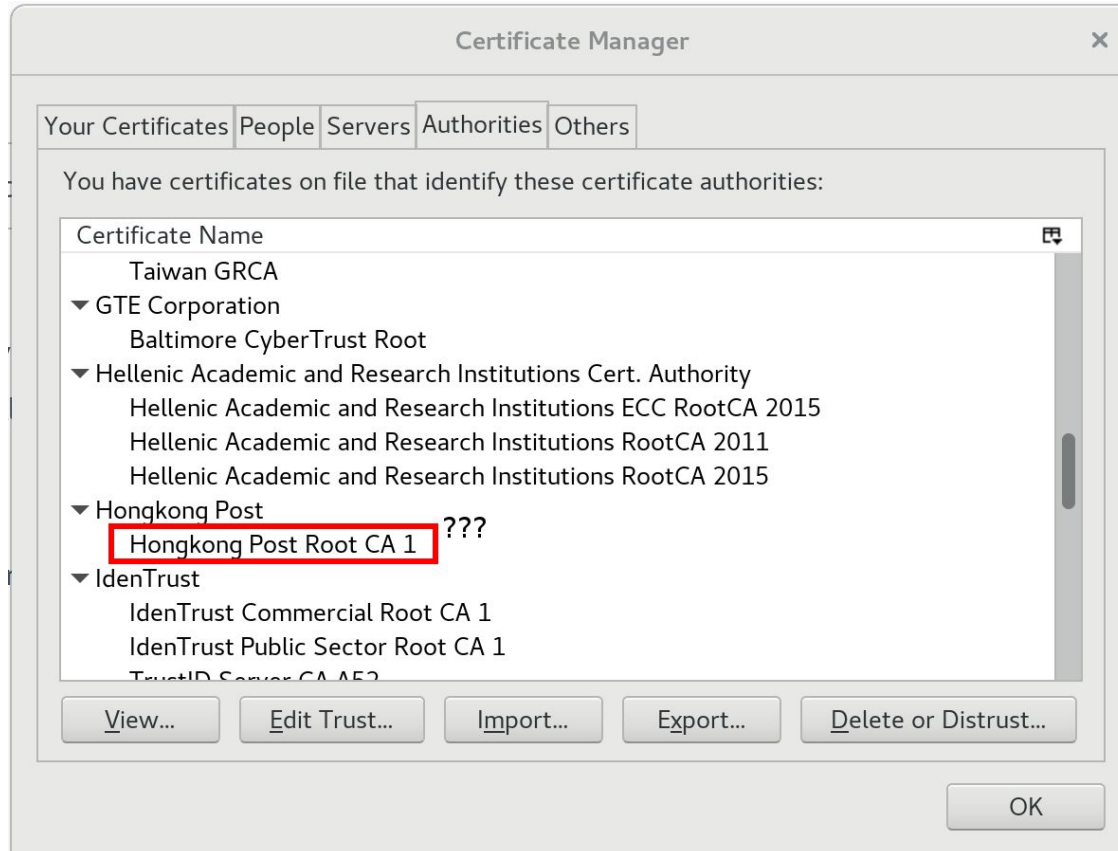 Certificate Manager
Your Certificates People Servers Authorities Others
You have certificates on file that identify these certificate authorities:
Certificate Name
Taiwan GRCA
GTE Corporation
Baltimore CyberTrust Root
Hellenic Academic and Research Institutions Cert. Authority
Hellenic Academic and Research Institutions ECC RootCA 2015
Hellenic Academic and Research Institutions RootCA 2011
Hellenic Academic and Research Institutions RootCA 2015
Hongkong Post
???
Hongkong Post Root CA 1
IdenTrust
IdenTrust Commercial Root CA 1
IdenTrust Public Sector Root CA 1
TrustID Server CA A52
View... Edit Trust... Import... Export... Delete or Distrust...
OK